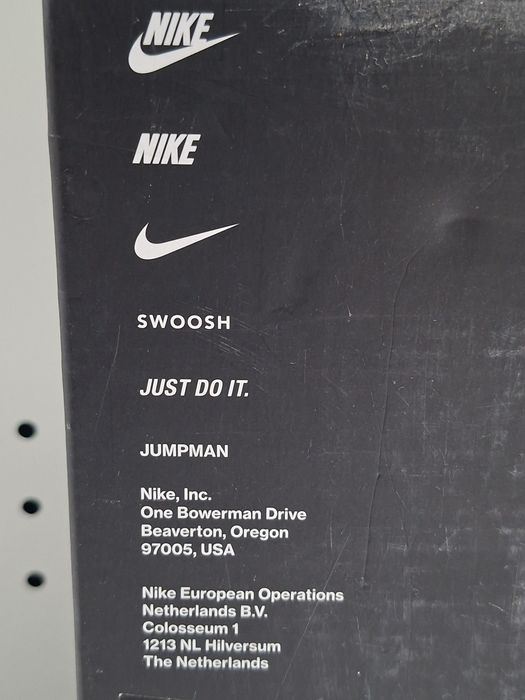 NIKE
NIKE
SWOOSH
JUST DO IT.
JUMPMAN
Nike, Inc.
One Bowerman Drive
Beaverton, Oregon
97005, USA
Nike European Operations
Netherlands B.V.
Colosseum 1
1213 NL Hilversum
The Netherlands